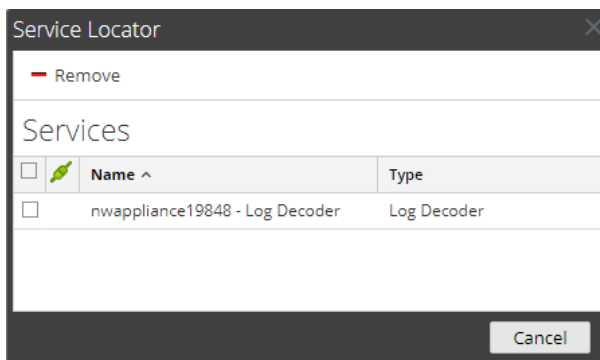 Service Locator
Remove
Services
Name Type
nwappliance19848 - Log Decoder Log Decoder
Cancel